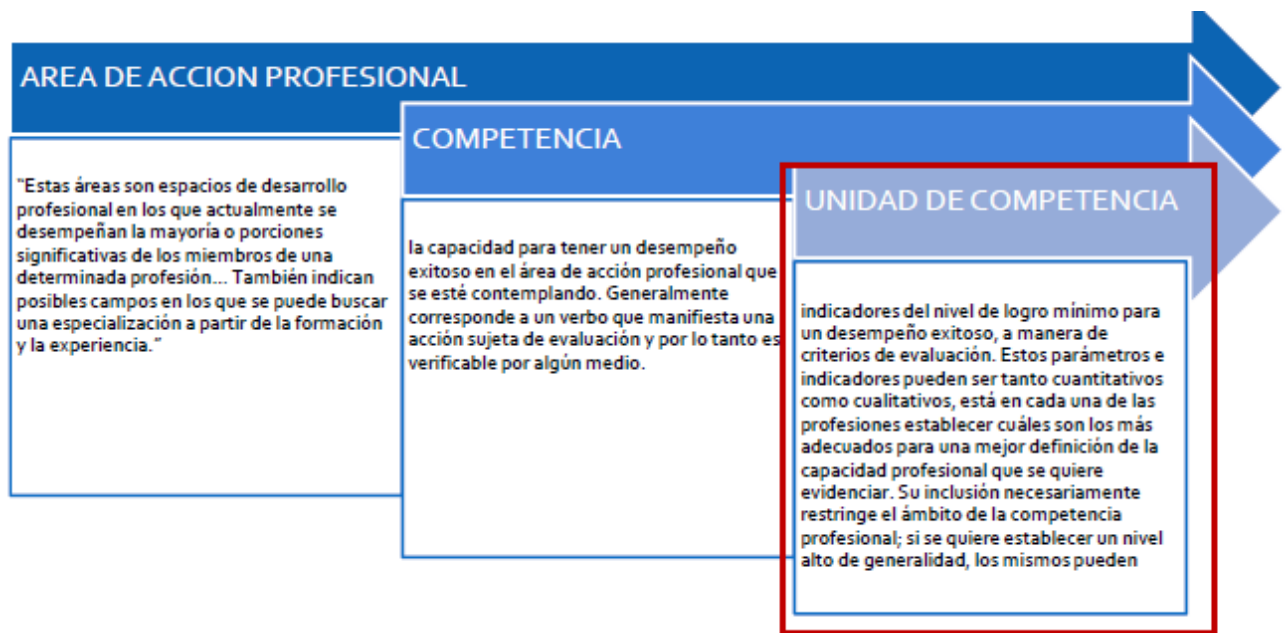 AREA DE ACCION PROFESIONAL
"Estas áreas son espacios de desarrollo
profesional en los que actualmente se
desempeñan la mayoría o porciones
significativas de los miembros de una
determinada profesión... También indican
posibles campos en los que se puede buscar
una especialización a partir de la formación
y la experiencia."
COMPETENCIA
la capacidad para tener un desempeño
exitoso en el área de acción profesional que
se esté contemplando. Generalmente
corresponde a un verbo que manifiesta una
acción sujeta de evaluación y por lo tanto es
verificable por algún medio.
UNIDAD DE COMPETENCIA
indicadores del nivel de logro mínimo para
un desempeño exitoso, a manera de
criterios de evaluación. Estos parámetros e
indicadores pueden ser tanto cuantitativos
como cualitativos, está en cada una de las
profesiones establecer cuáles son los más
adecuados para una mejor definición de la
capacidad profesional que se quiere
evidenciar. Su inclusión necesariamente
restringe el ámbito de la competencia
profesional; si se quiere establecer un nivel
alto de generalidad, los mismos pueden